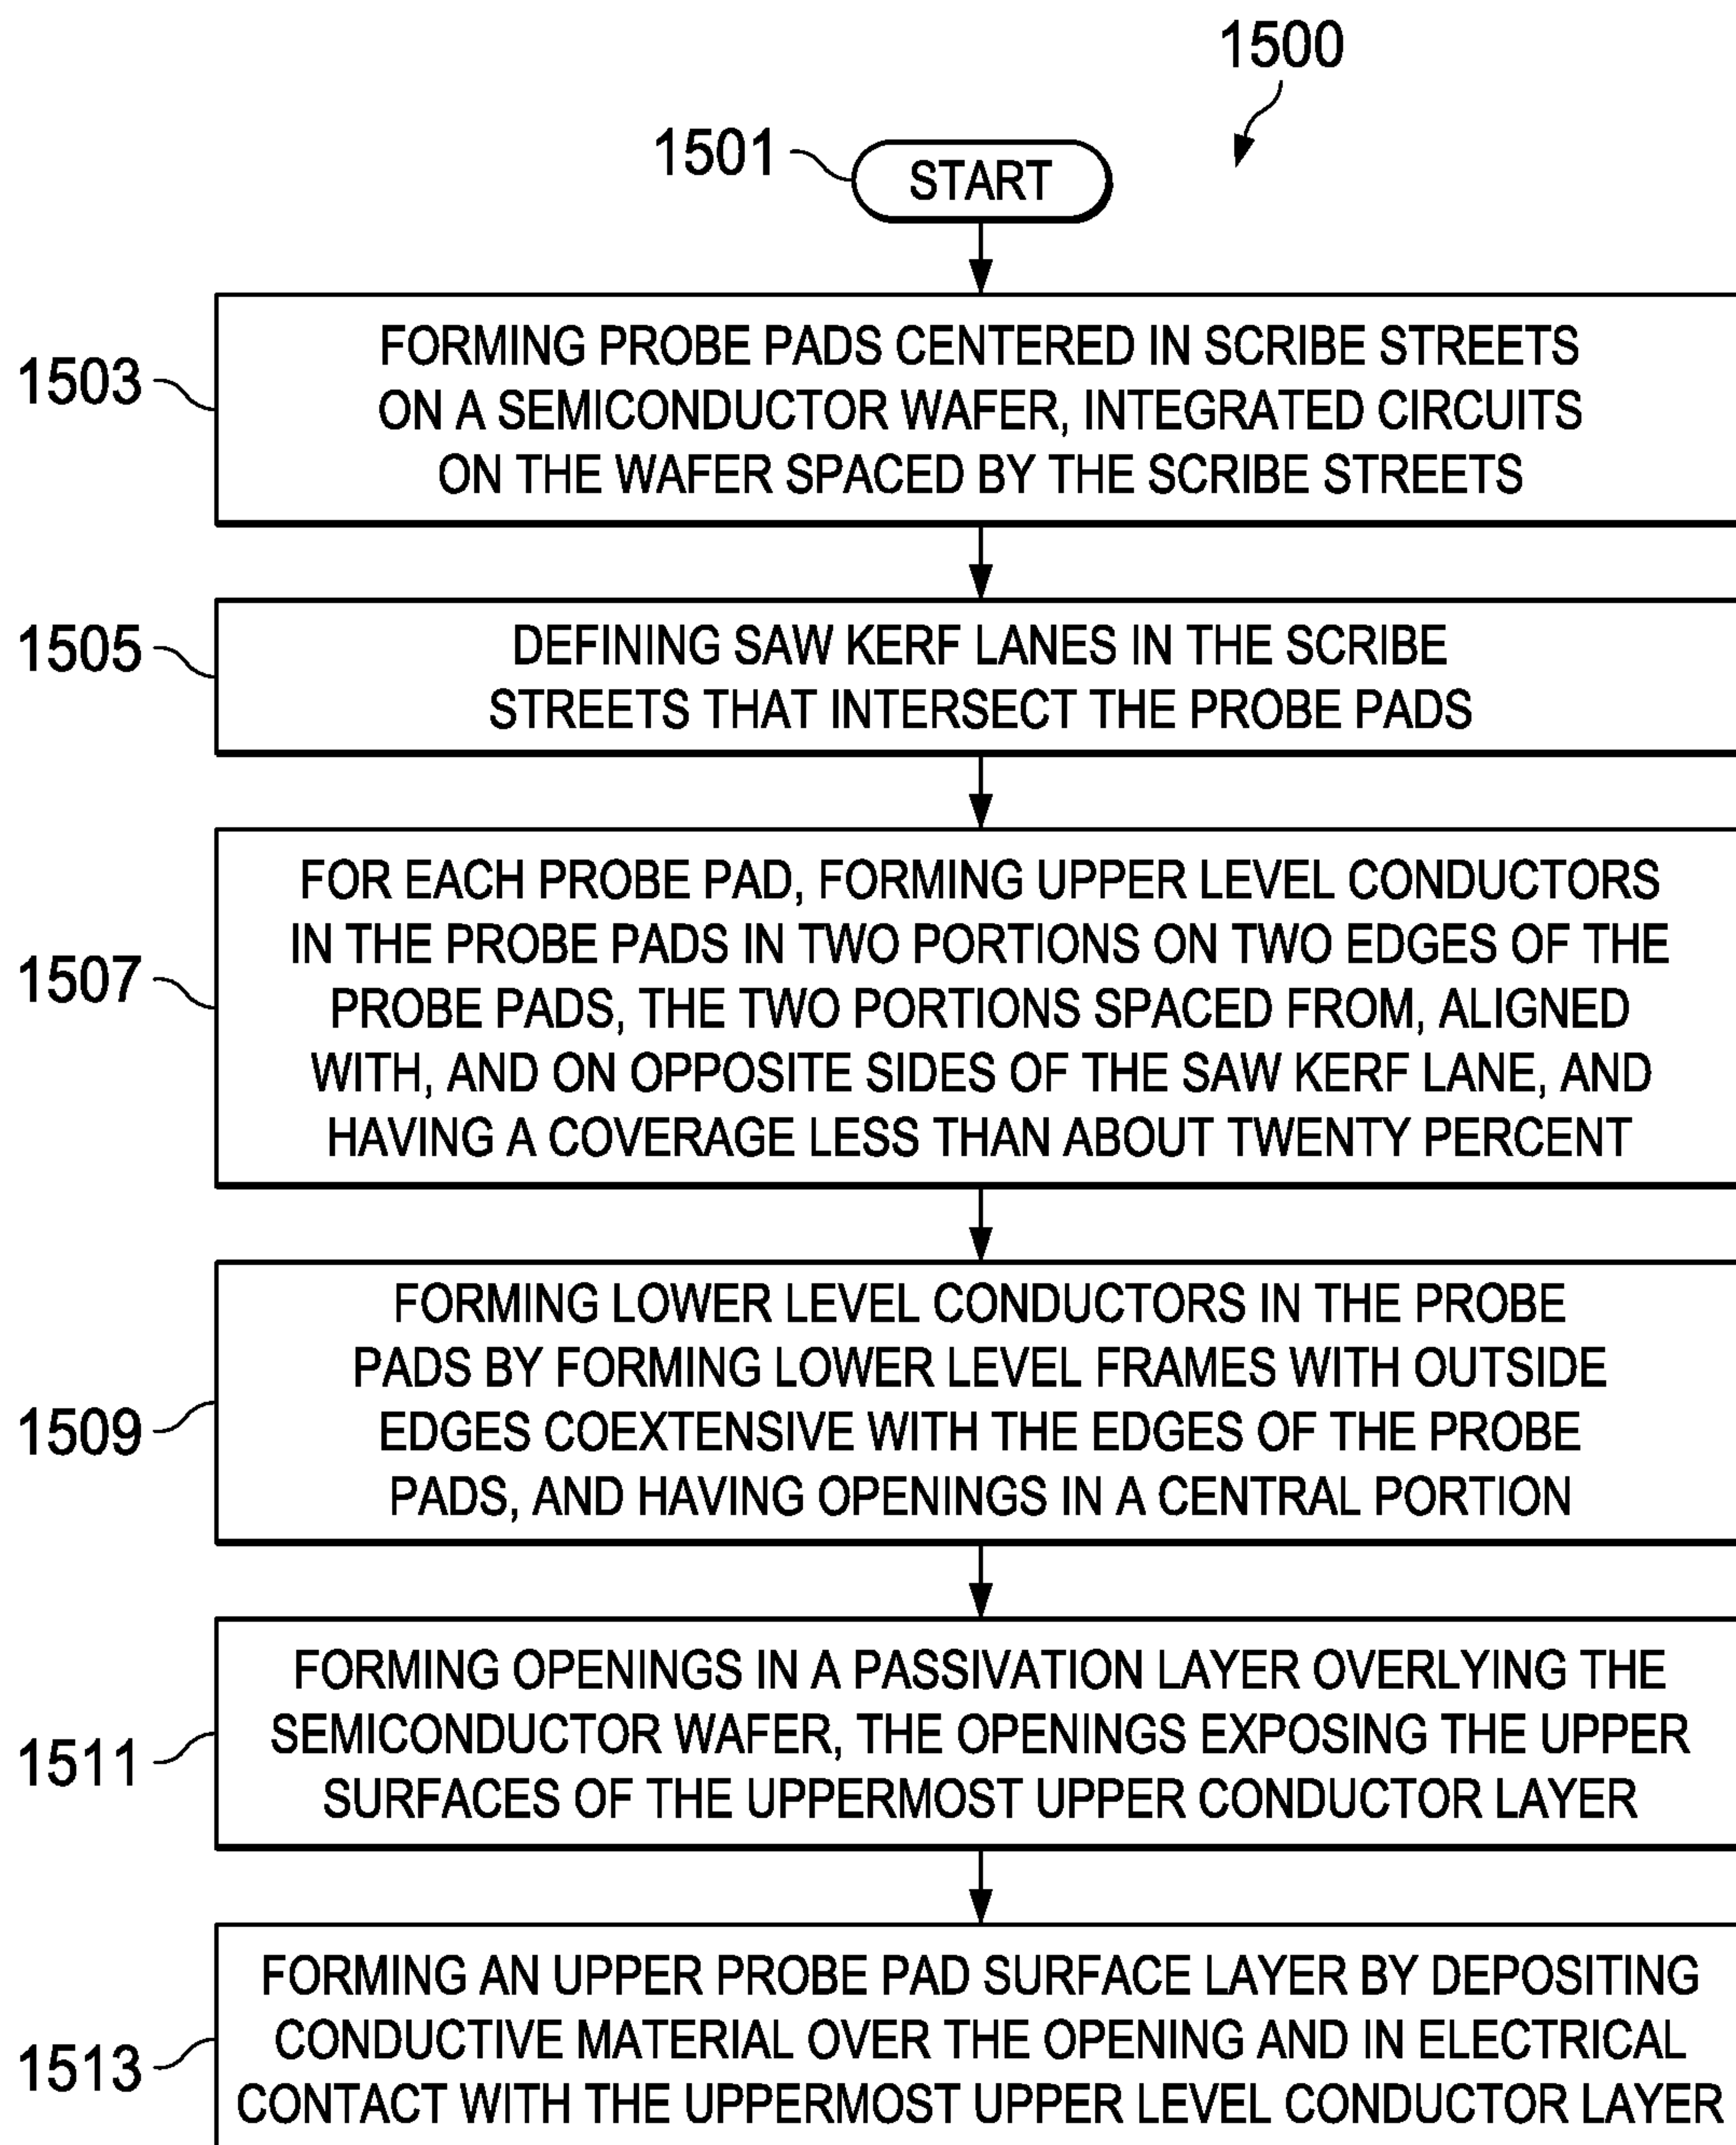 1500
1501
START
1503
FORMING PROBE PADS CENTERED IN SCRIBE STREETS
ON A SEMICONDUCTOR WAFER, INTEGRATED CIRCUITS
ON THE WAFER SPACED BY THE SCRIBE STREETS
1505
DEFINING SAW KERF LANES IN THE SCRIBE
STREETS THAT INTERSECT THE PROBE PADS
1507
FOR EACH PROBE PAD, FORMING UPPER LEVEL CONDUCTORS
IN THE PROBE PADS IN TWO PORTIONS ON TWO EDGES OF THE
PROBE PADS, THE TWO PORTIONS SPACED FROM, ALIGNED
WITH, AND ON OPPOSITE SIDES OF THE SAW KERF LANE, AND
HAVING A COVERAGE LESS THAN ABOUT TWENTY PERCENT
1509
FORMING LOWER LEVEL CONDUCTORS IN THE PROBE
PADS BY FORMING LOWER LEVEL FRAMES WITH OUTSIDE
EDGES COEXTENSIVE WITH THE EDGES OF THE PROBE
PADS, AND HAVING OPENINGS IN A CENTRAL PORTION
1511
FORMING OPENINGS IN A PASSIVATION LAYER OVERLYING THE
SEMICONDUCTOR WAFER, THE OPENINGS EXPOSING THE UPPER
SURFACES OF THE UPPERMOST UPPER CONDUCTOR LAYER
1513
FORMING AN UPPER PROBE PAD SURFACE LAYER BY DEPOSITING
CONDUCTIVE MATERIAL OVER THE OPENING AND IN ELECTRICAL
CONTACT WITH THE UPPERMOST UPPER LEVEL CONDUCTOR LAYER